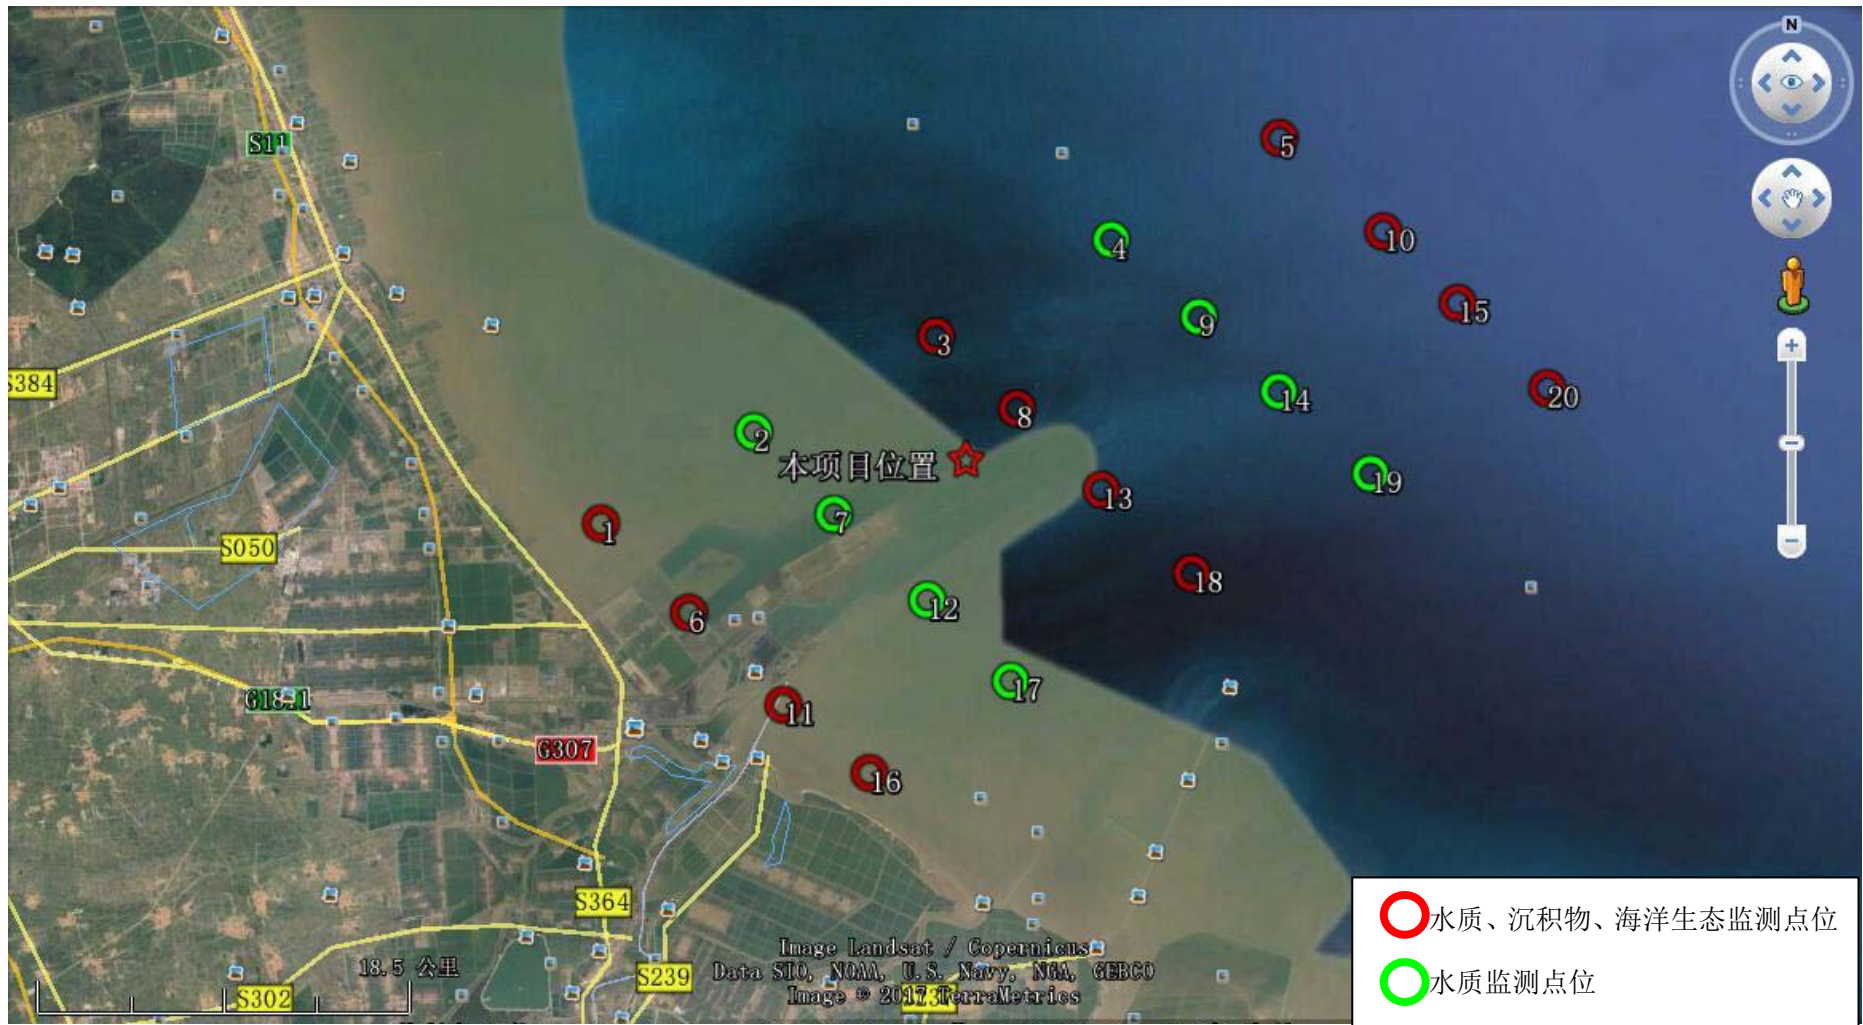 N
S11
5
4
10
15
9
3
S384
20
14
8
2
本项目位置
19
13
1
7
S050
18
12
6
17
G1811
11
G307
16
S364
水质、沉积物、海洋生态监测点位
Image Landsat / Copernicus
18.5 公里
Data SIO, NOAA, U.S. Navy, NGA, GEBCO
S239
水质监测点位
Image © 2017 TerraMetrics
S302